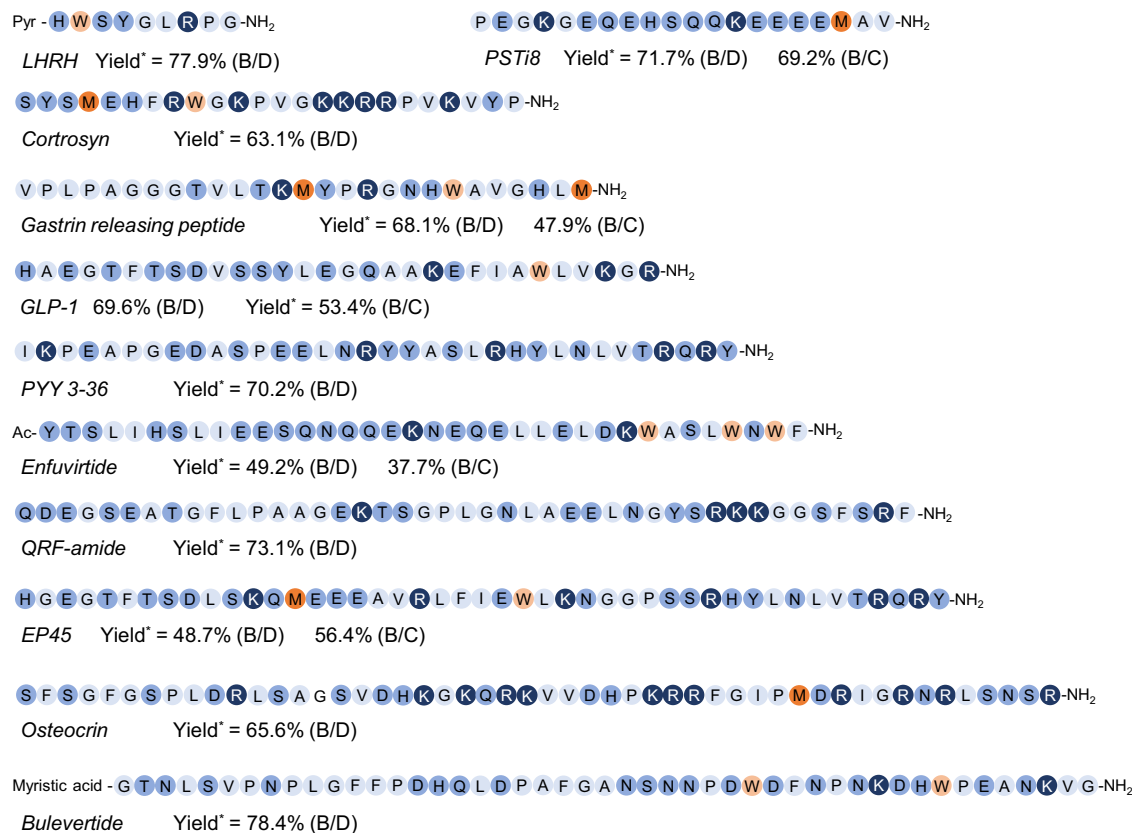 Pyr - H W S Y G L R P G-NH₂    P E G K G E Q E H S Q Q K E E E E M A V-NH₂
LHRH Yield* = 77.9% (B/D)    PSTi8 Yield* = 71.7% (B/D) 69.2% (B/C)
S Y S M E H F R W G K P V G K K R R P V K V Y P-NH₂
Cortrosyn Yield* = 63.1% (B/D)
V P L P A G G G T V L T K M Y P R G N H W A V G H L M-NH₂
Gastrin releasing peptide Yield* = 68.1% (B/D) 47.9% (B/C)
H A E G T F T S D V S S Y L E G Q A A K E F I A W L V K G R-NH₂
GLP-1 69.6% (B/D) Yield* = 53.4% (B/C)
I K P E A P G E D A S P E E L N R Y Y A S L R H Y L N L V T R Q R Y-NH₂
PYY 3-36 Yield* = 70.2% (B/D)
Ac- Y T S L I H S L I E E S Q N Q Q E K N E Q E L L E L D K W A S L W N W F-NH₂
Enfuvirtide Yield* = 49.2% (B/D) 37.7% (B/C)
Q D E G S E A T G F L P A A G E K T S G P L G N L A E E L N G Y S R K K G G S F S R F-NH₂
QRF-amide Yield* = 73.1% (B/D)
H G E G T F T S D L S K Q M E E E A V R L F I E W L K N G G P S S R H Y L N L V T R Q R Y-NH₂
EP45 Yield* = 48.7% (B/D) 56.4% (B/C)
S F S G F G S P L D R L S A G S V D H K G K Q R K V V D H P K R R F G I P M D R I G R N R L S N S R-NH₂
Osteocrin Yield* = 65.6% (B/D)
Myristic acid - G T N L S V P N P L G F F P D H Q L D P A F G A N S N N P D W D F N P N K D H W P E A N K V G-NH₂
Bulevertide Yield* = 78.4% (B/D)